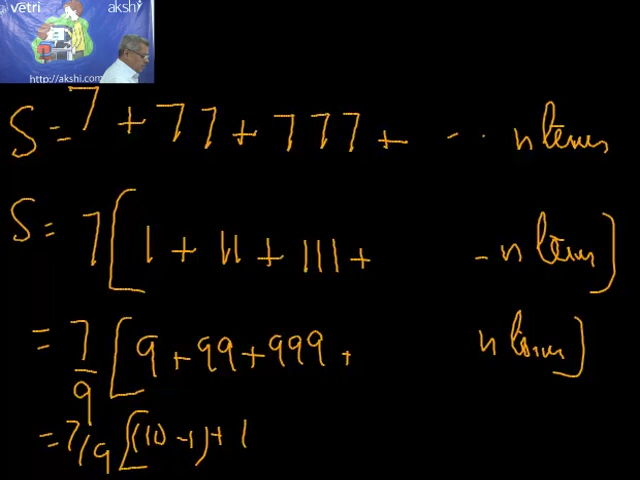 vetri akshi
http://akshi.com
S = 7 + 77 + 777 + - .. n terms
S = 7 [ 1 + 11 + 111 + - n terms ]
= 7/9 [ 9 + 99 + 999 + n terms ]
= 7/9 [ (10 - 1) + 1